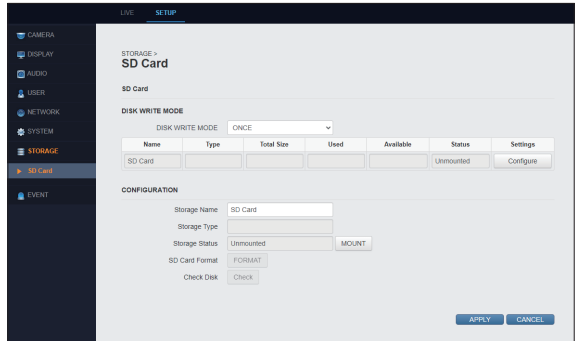 LIVE SETUP
CAMERA
DISPLAY
AUDIO
USER
NETWORK
SYSTEM
STORAGE
SD Card
EVENT
STORAGE >
SD Card
SD Card
DISK WRITE MODE
DISK WRITE MODE ONCE
Name Type Total Size Used Available Status Settings
SD Card Unmounted Configure
CONFIGURATION
Storage Name SD Card
Storage Type
Storage Status Unmounted MOUNT
SD Card Format FORMAT
Check Disk Check
APPLY CANCEL